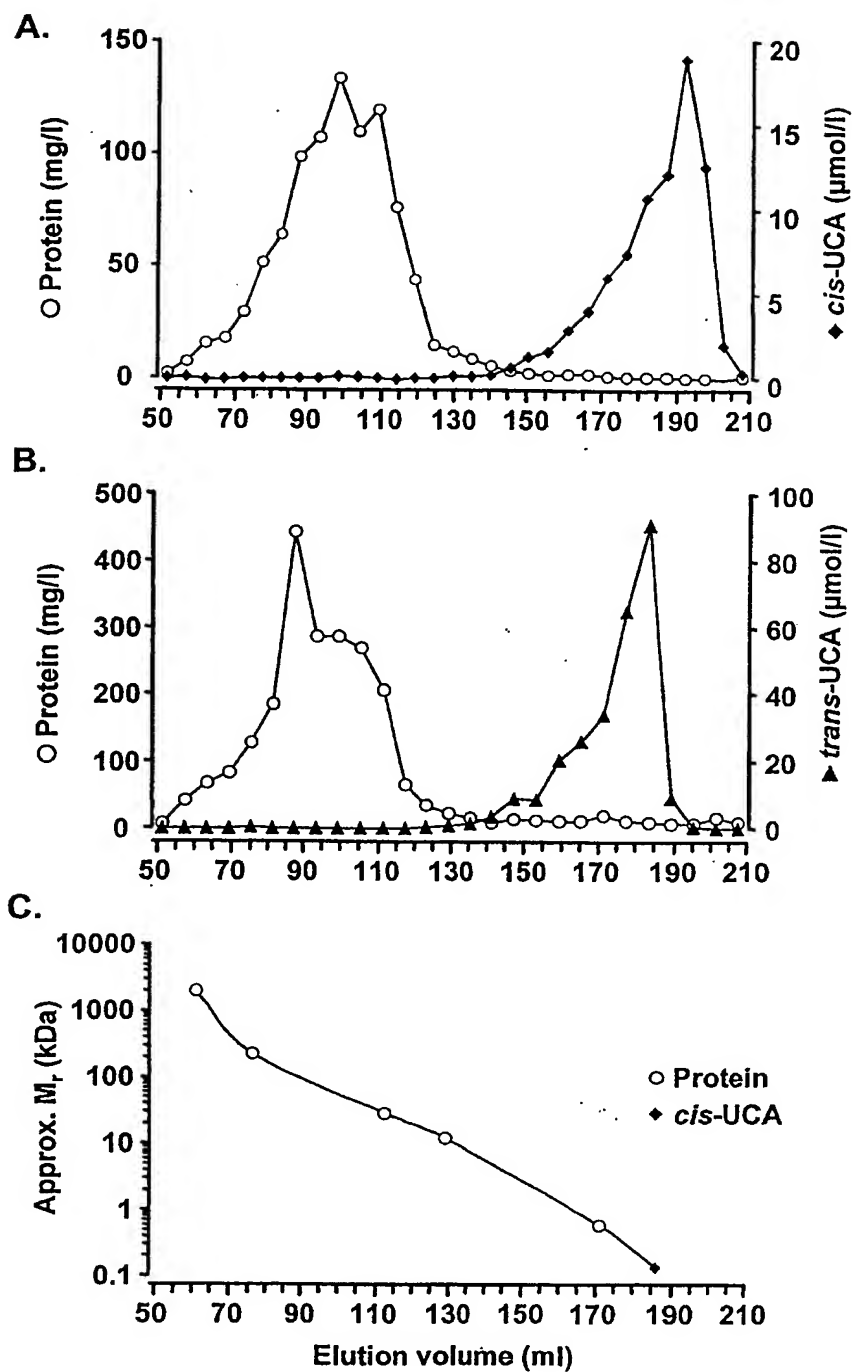 A.
150
100
50
0
○ Protein (mg/l)
20
15
10
5
0
◆ cis-UCA (µmol/l)
50 70 90 110 130 150 170 190 210
B.
500
400
300
200
100
0
○ Protein (mg/l)
100
80
60
40
20
0
▲ trans-UCA (µmol/l)
50 70 90 110 130 150 170 190 210
C.
10000
1000
100
10
1
0.1
Approx. Mr (kDa)
○ Protein
◆ cis-UCA
50 70 90 110 130 150 170 190 210
Elution volume (ml)